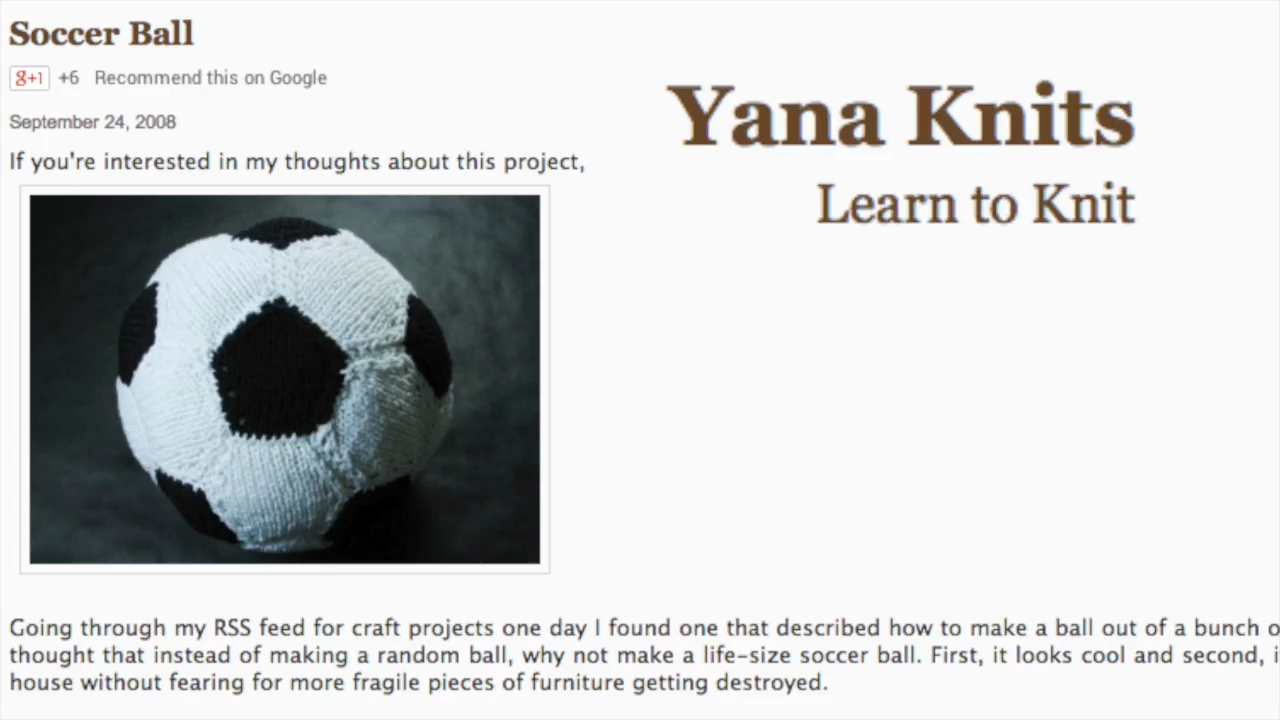 Soccer Ball
g+1 +6 Recommend this on Google
September 24, 2008
If you're interested in my thoughts about this project,
Yana Knits
Learn to Knit
Going through my RSS feed for craft projects one day I found one that described how to make a ball out of a bunch
thought that instead of making a random ball, why not make a life-size soccer ball. First, it looks cool and second,
house without fearing for more fragile pieces of furniture getting destroyed.